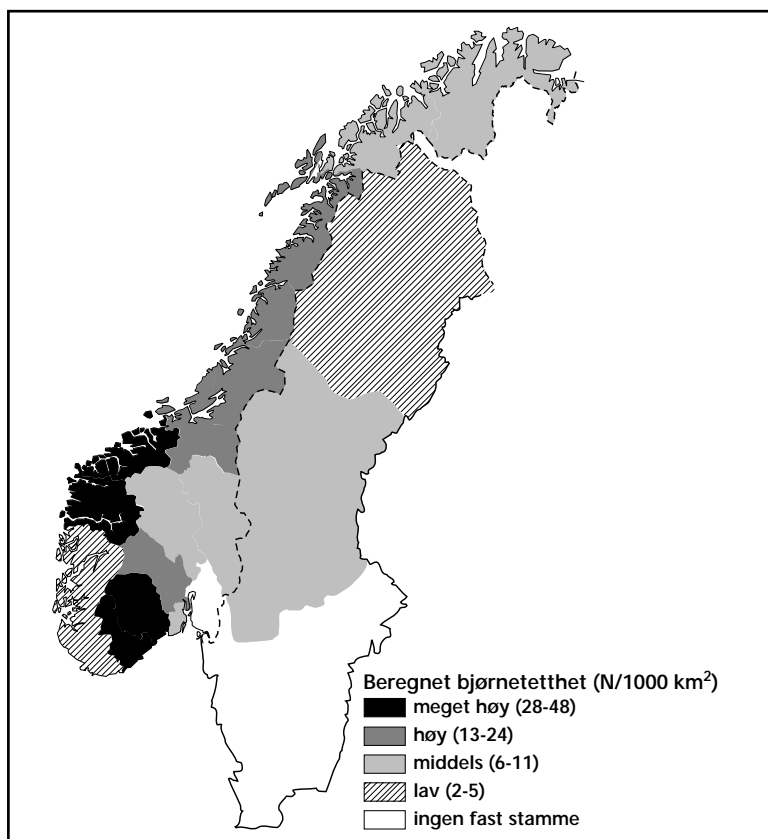 Beregnet bjørnetetthet (N/1000 km²)
meget høy (28-48)
høy (13-24)
middels (6-11)
lav (2-5)
ingen fast stamme